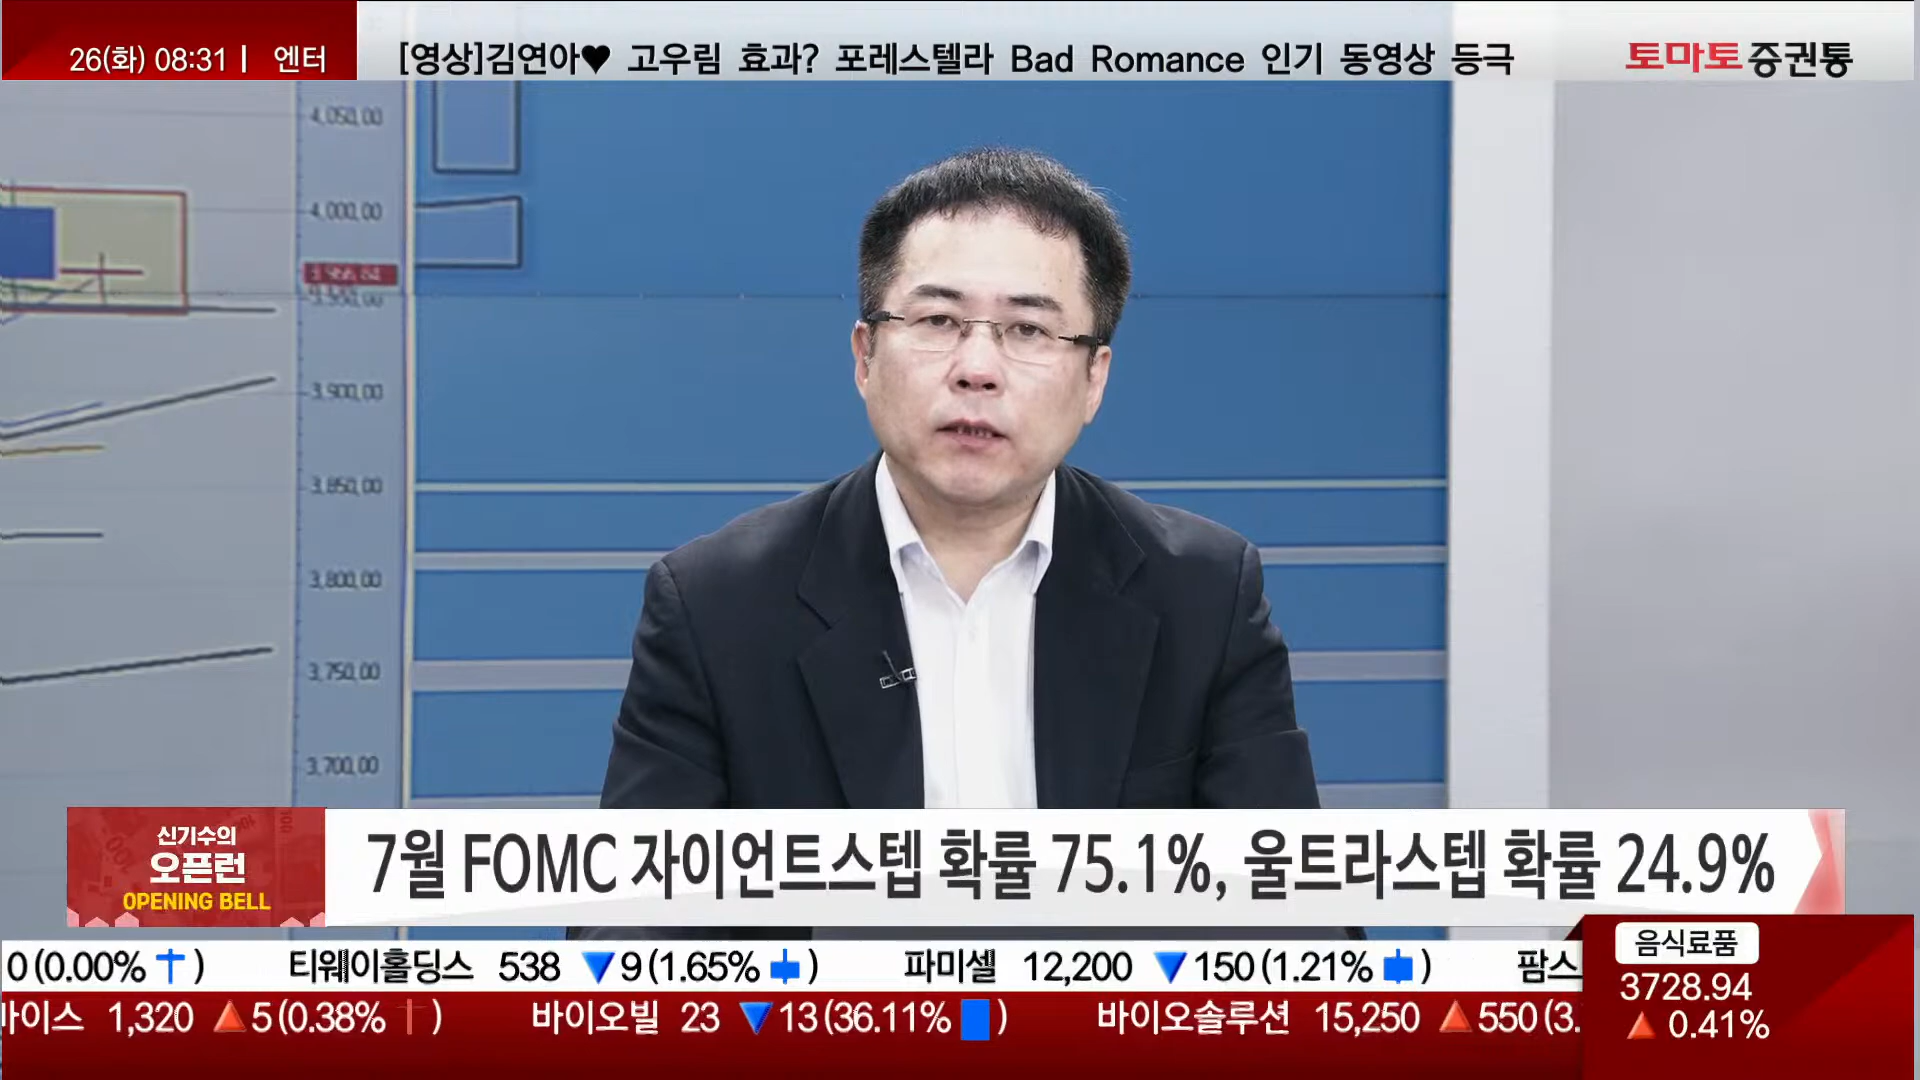 26(화) 08:31 | 엔터
[영상]김연아♥ 고우림 효과? 포레스텔라 Bad Romance 인기 동영상 등극
토마토증권통
4,050.00
4,000.00
3,950.00
3,900.00
3,850.00
3,800.00
3,750.00
3,700.00
신기수의
오픈런
OPENING BELL
7월 FOMC 자이언트스텝 확률 75.1%, 울트라스텝 확률 24.9%
0(0.00% ) 티웨이홀딩스 538 ▼9(1.65% ) 파미셀 12,200 ▼150(1.21% ) 팜스
마이스 1,320 ▲5(0.38% ) 바이오빌 23 ▼13(36.11% ) 바이오솔루션 15,250 ▲550(3.
음식료품
3728.94
▲ 0.41%